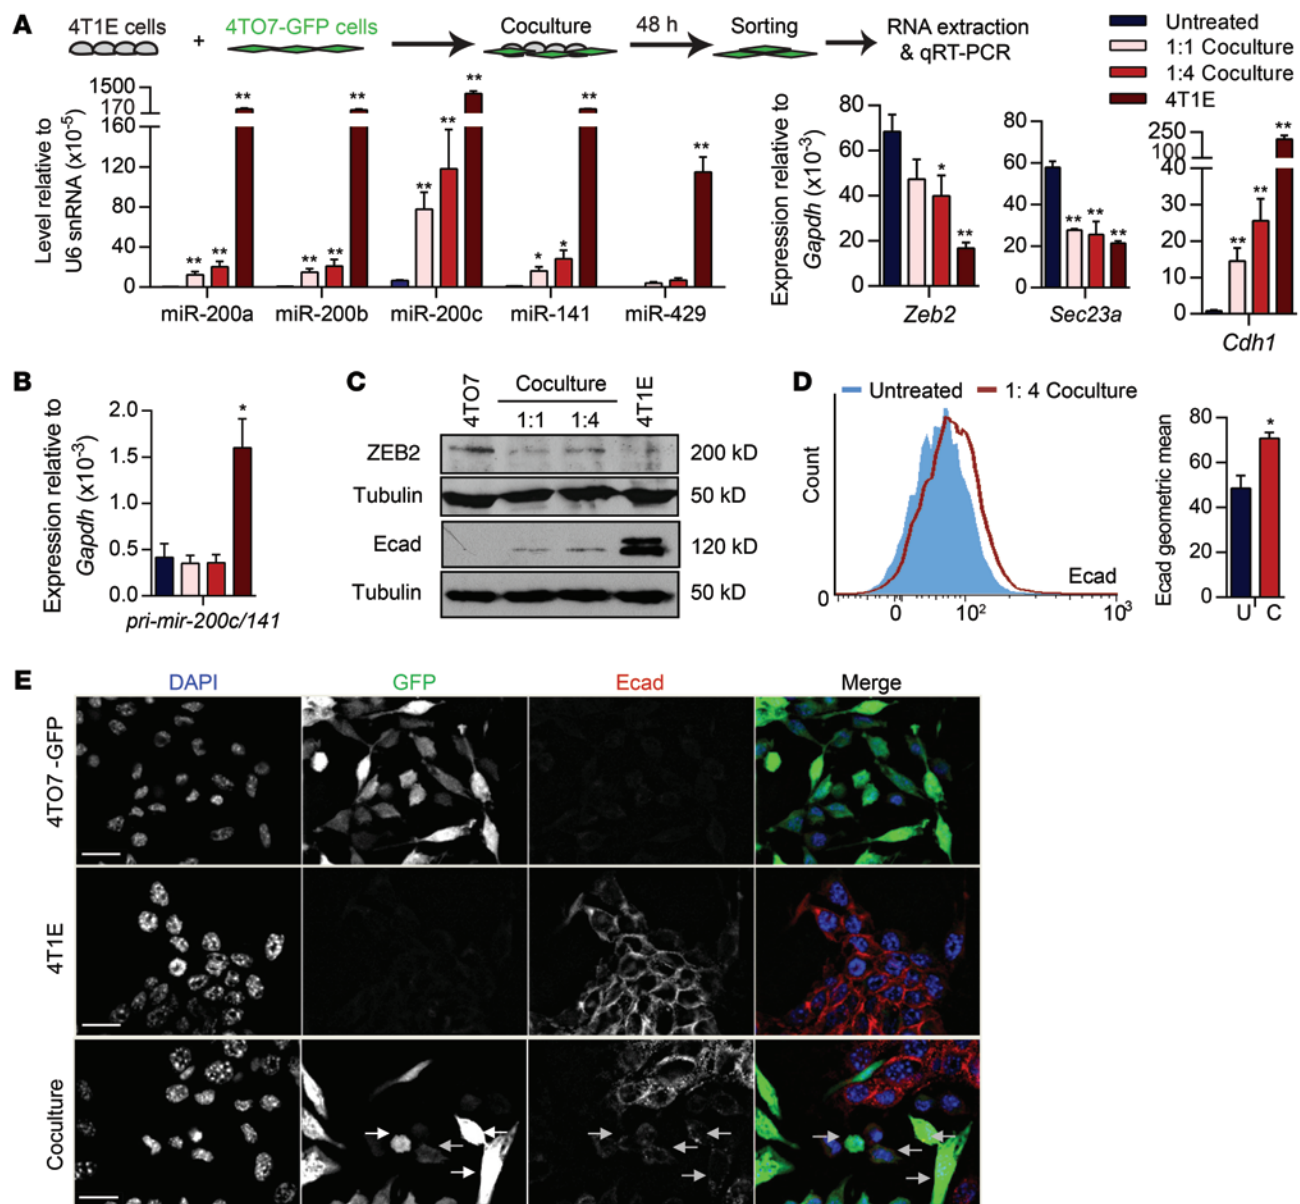 A
4T1E cells
+
4TO7-GFP cells
Coculture
48 h
Sorting
RNA extraction
& qRT-PCR
Untreated
1:1 Coculture
1:4 Coculture
4T1E
Level relative to
U6 snRNA (x10-5)
1500
170
160
120
80
40
0
** ** **
** ** **
** ** **
* * **
**
miR-200a miR-200b miR-200c miR-141 miR-429
Expression relative to
Gapdh (x10-3)
80
60
40
20
0
* **
Zeb2
80
60
40
20
0
** ** **
Sec23a
250
100
40
30
20
10
0
** ** **
Cdh1
B
Expression relative to
Gapdh (x10-3)
2.0
1.5
1.0
0.5
0.0
*
pri-mir-200c/141
C
4TO7
Coculture
1:1 1:4
4T1E
ZEB2 200 kD
Tubulin 50 kD
Ecad 120 kD
Tubulin 50 kD
D
Untreated 1: 4 Coculture
Count
0
Ecad
0 10² 10³
Ecad geometric mean
80
60
40
20
0
*
U C
E
DAPI GFP Ecad Merge
4TO7 -GFP
4T1E
Coculture